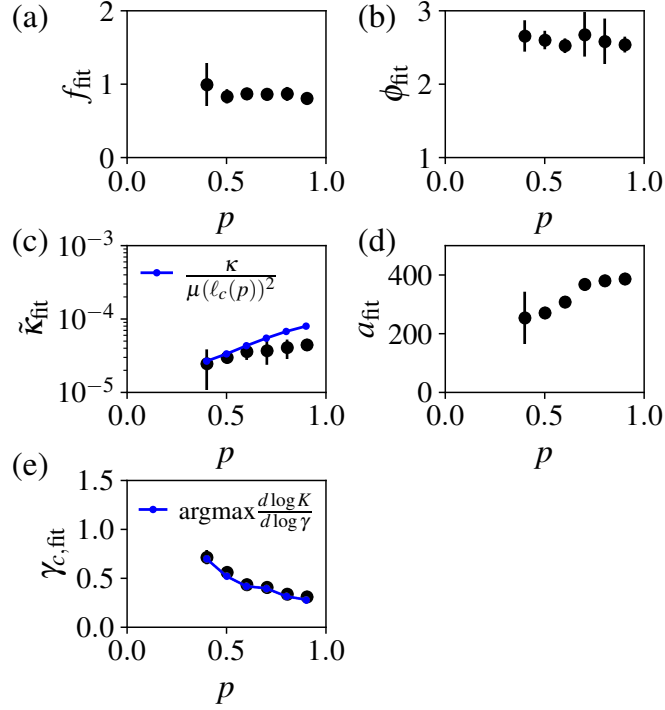 (a)
2
1
0
f_fit
0.0 0.5 1.0
p
(b)
3
2
1
ϕ_fit
0.0 0.5 1.0
p
(c)
10^−3
10^−4
10^−5
κ̃_fit
κ / μ(ℓ_c(p))^2
0.0 0.5 1.0
p
(d)
400
200
0
a_fit
0.0 0.5 1.0
p
(e)
1.5
1.0
0.5
0.0
γ_c,fit
argmax d log K / d log γ
0.0 0.5 1.0
p